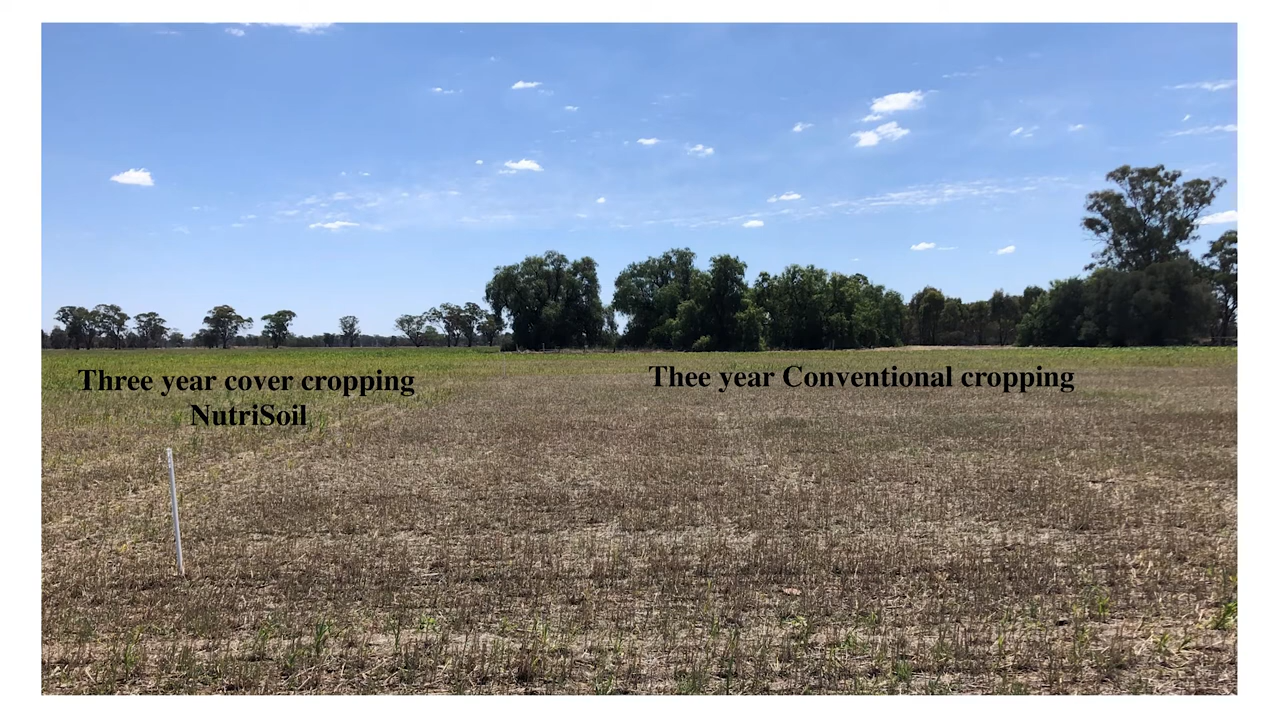 Three year cover cropping
NutriSoil
Thee year Conventional cropping